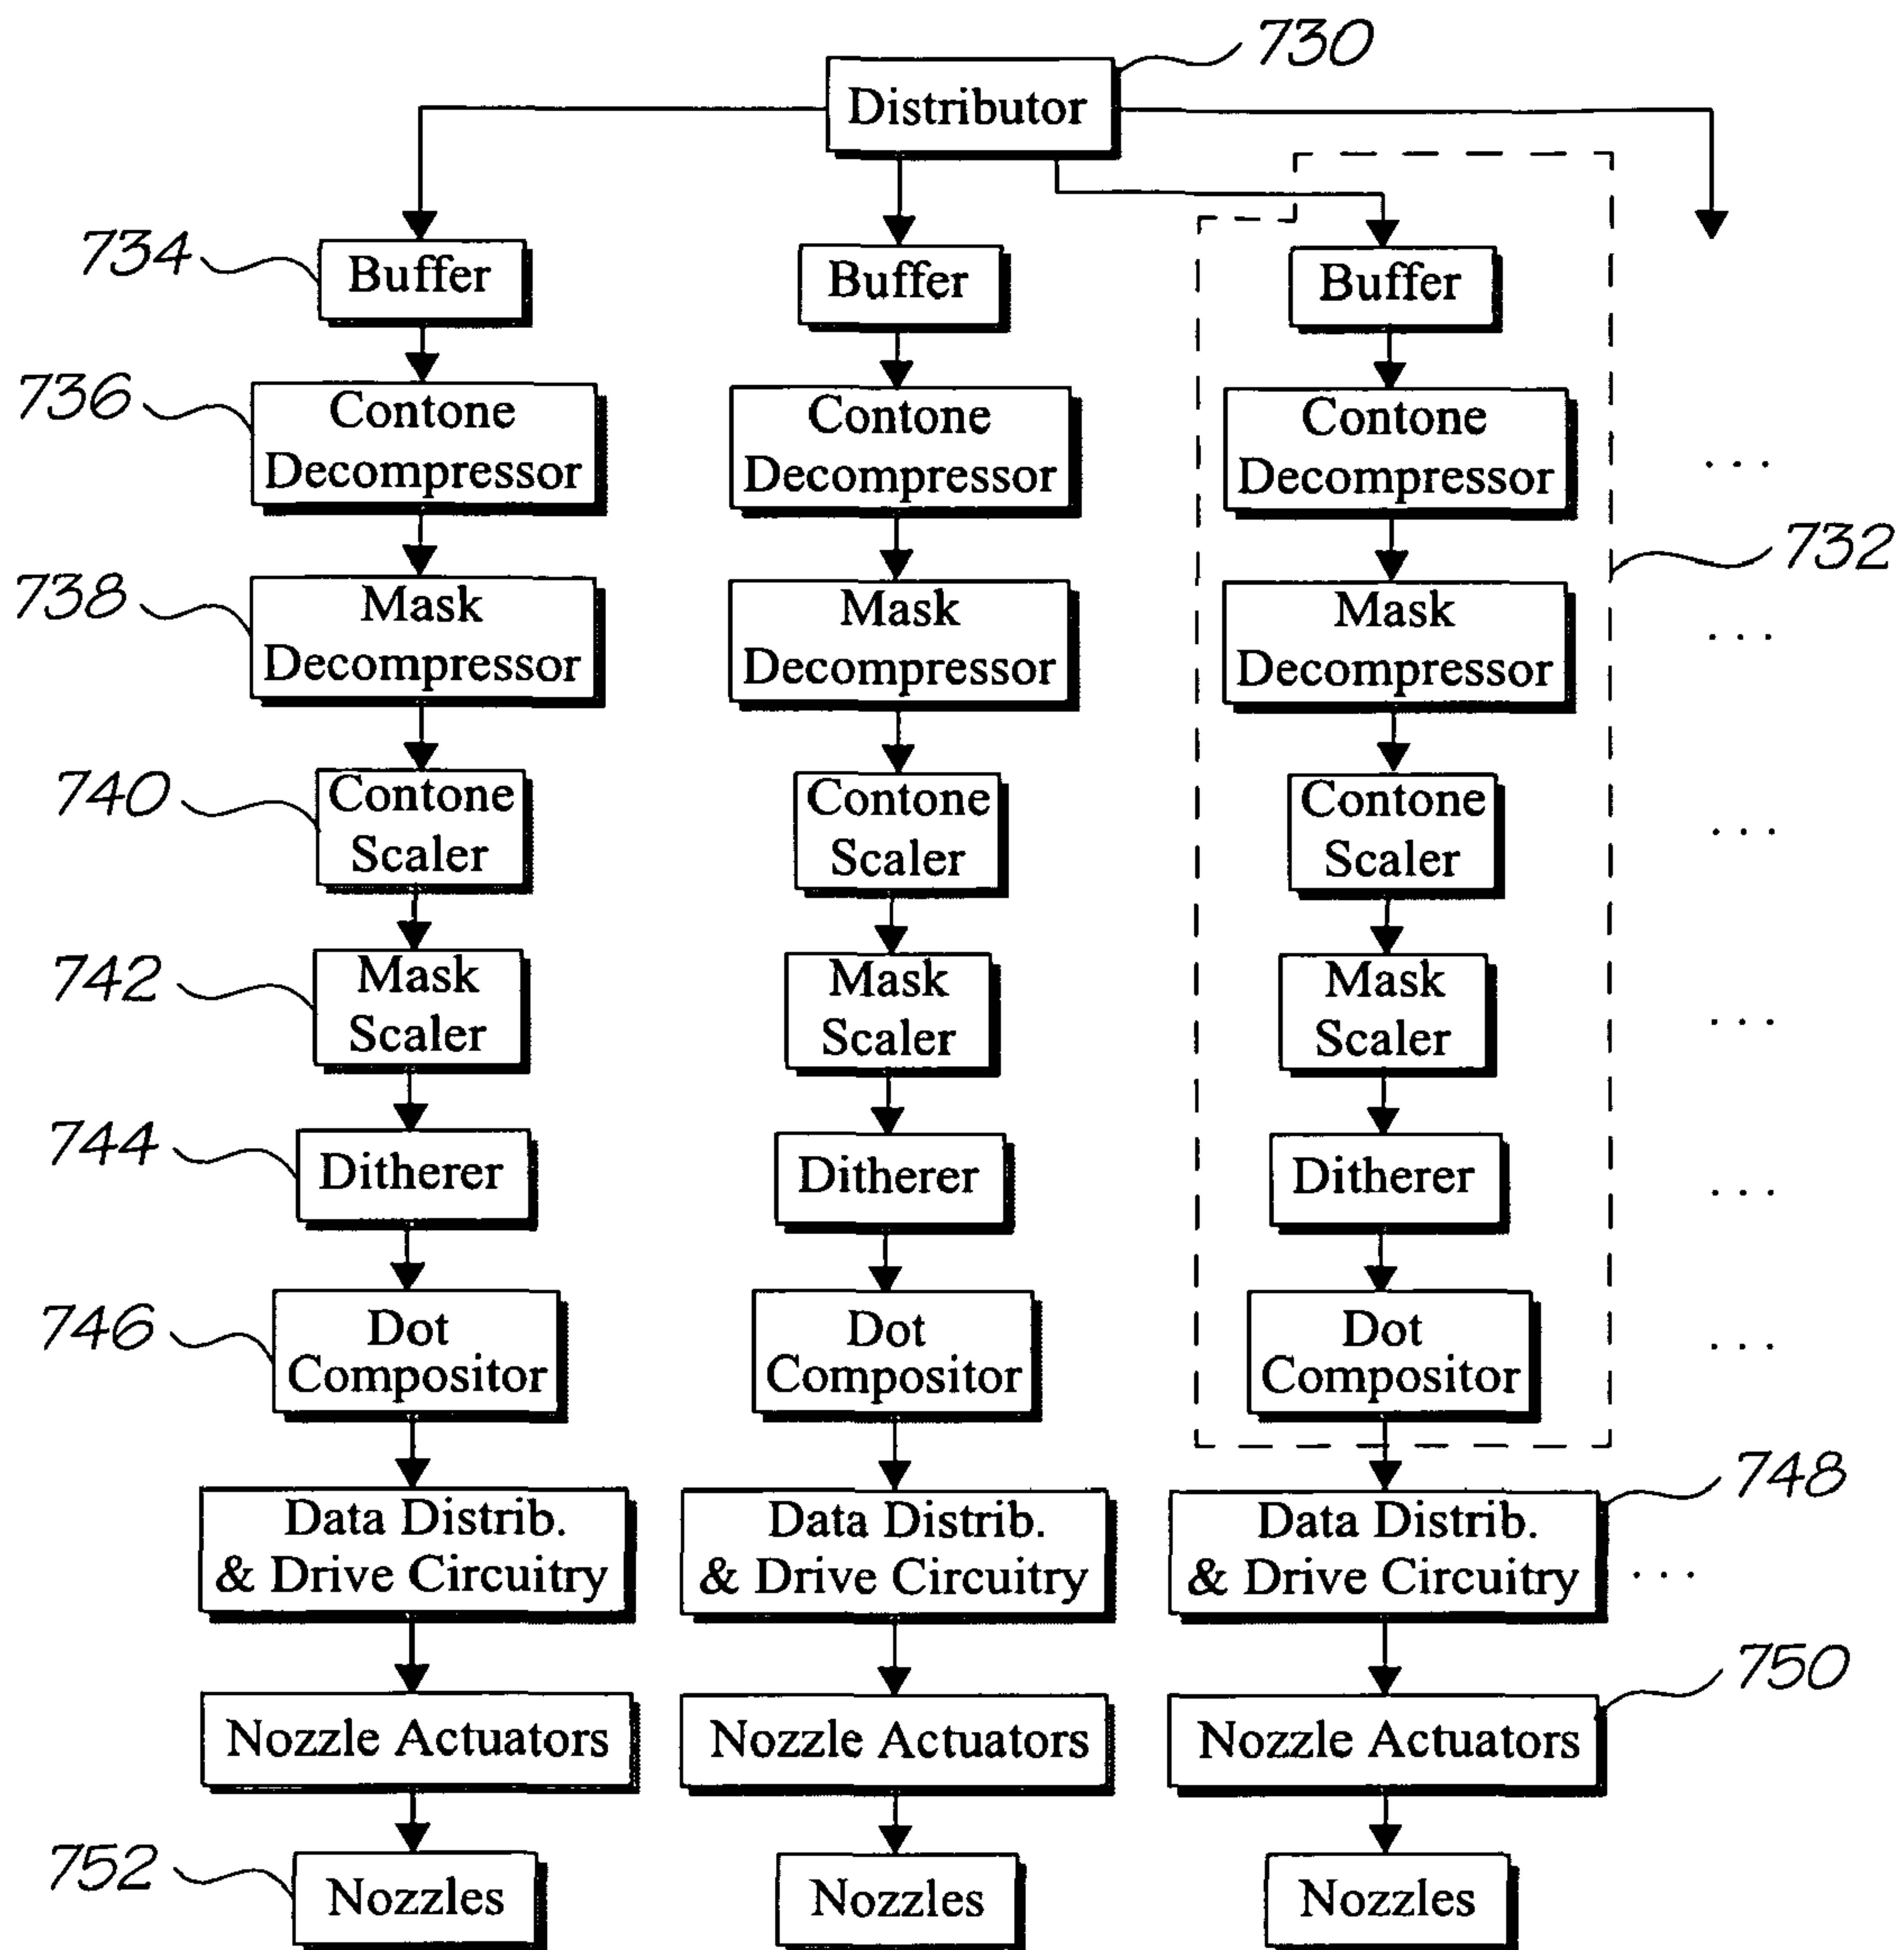 730
Distributor
734
Buffer
Buffer
Buffer
736
Contone
Decompressor
Contone
Decompressor
Contone
Decompressor
...
732
738
Mask
Decompressor
Mask
Decompressor
Mask
Decompressor
...
740
Contone
Scaler
Contone
Scaler
Contone
Scaler
...
742
Mask
Scaler
Mask
Scaler
Mask
Scaler
...
744
Ditherer
Ditherer
Ditherer
...
746
Dot
Compositor
Dot
Compositor
Dot
Compositor
...
Data Distrib.
& Drive Circuitry
Data Distrib.
& Drive Circuitry
Data Distrib.
& Drive Circuitry
...
748
Nozzle Actuators
Nozzle Actuators
Nozzle Actuators
750
752
Nozzles
Nozzles
Nozzles